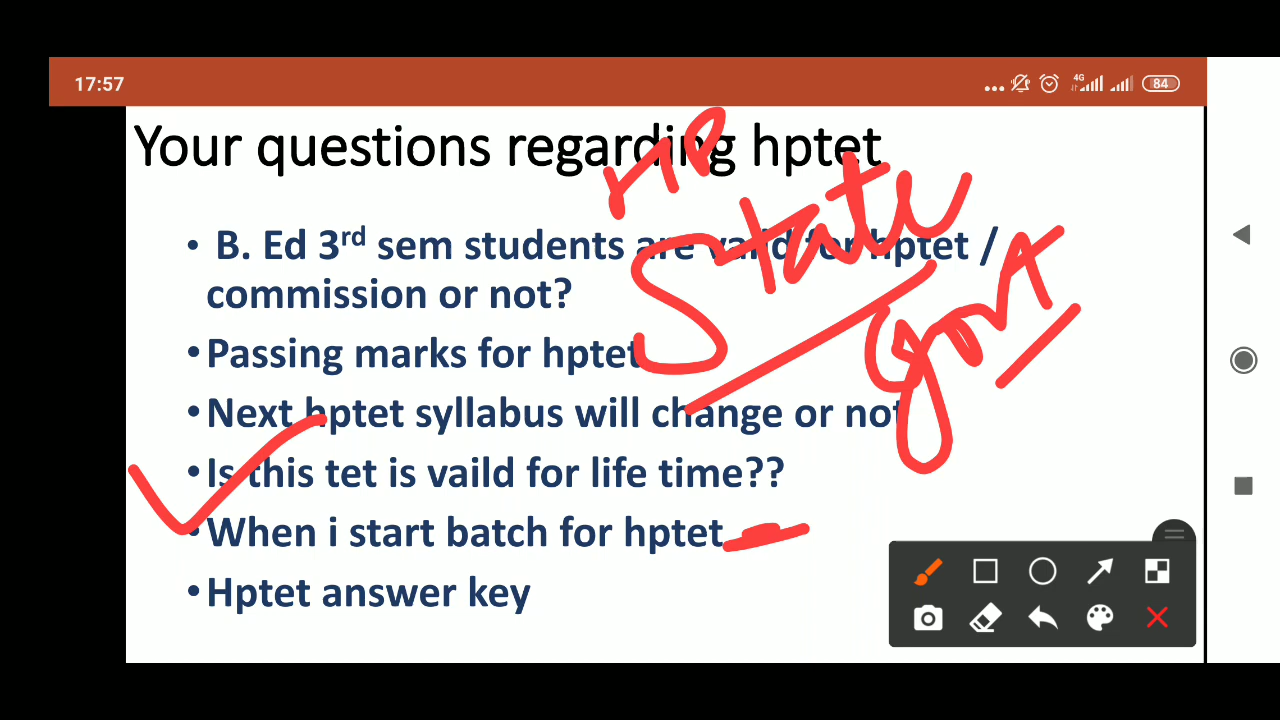 17:57
4G
84
Your questions regarding hptet
HP
State
govt
• B. Ed 3rd sem students are vaild for hptet /
commission or not?
• Passing marks for hptet
• Next hptet syllabus will change or not
• Is this tet is vaild for life time??
• When i start batch for hptet
• Hptet answer key